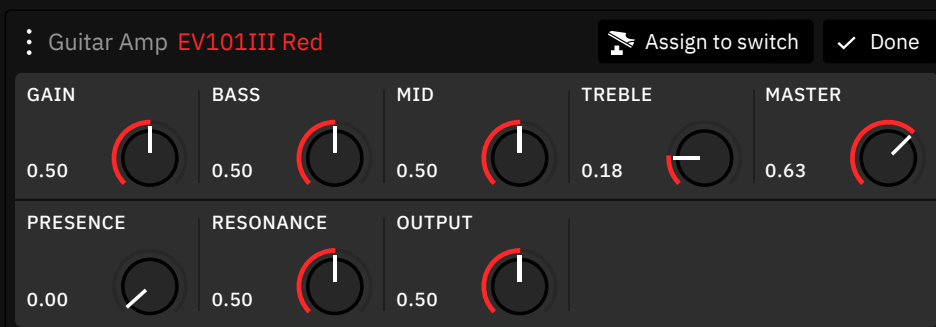 Guitar Amp EV101III Red
Assign to switch
Done
GAIN
0.50
BASS
0.50
MID
0.50
TREBLE
0.18
MASTER
0.63
PRESENCE
0.00
RESONANCE
0.50
OUTPUT
0.50